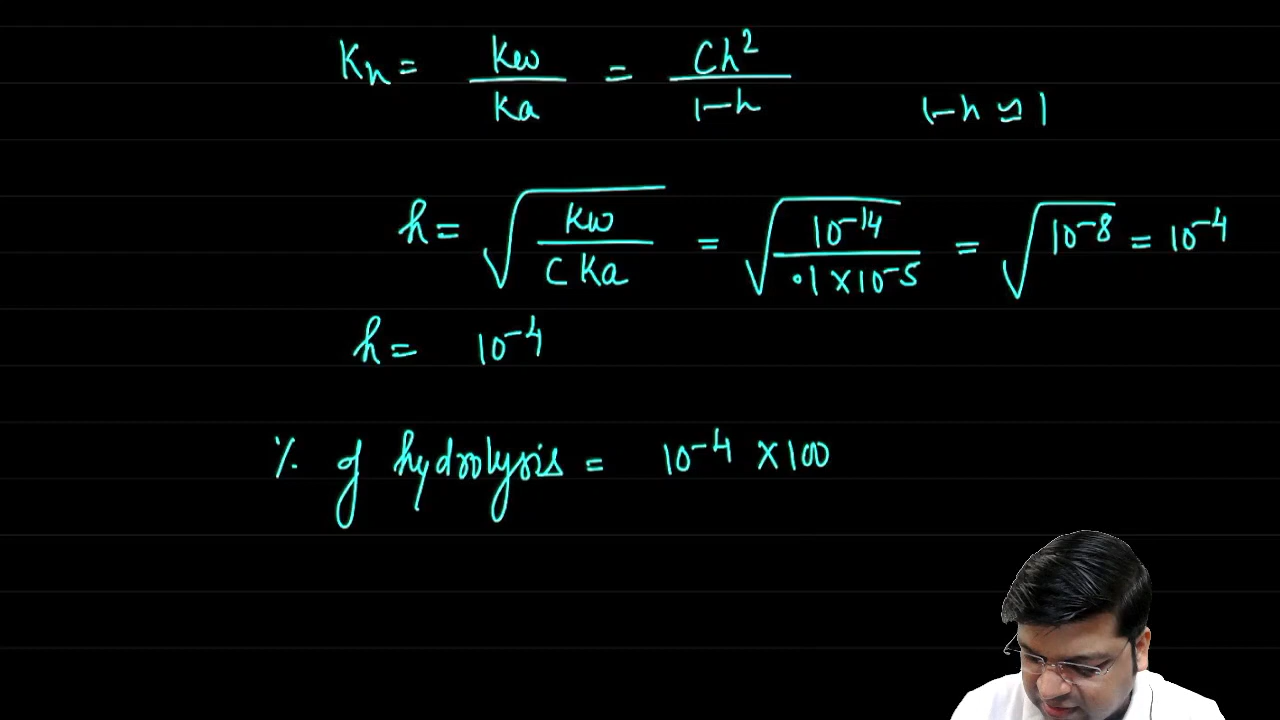 Kh = Kw/Ka = Ch²/1-h 1-h ≃ 1
h = √(Kw/C Ka) = √(10⁻¹⁴/.1×10⁻⁵) = √10⁻⁸ = 10⁻⁴
h = 10⁻⁴
% of hydrolysis = 10⁻⁴ ×100